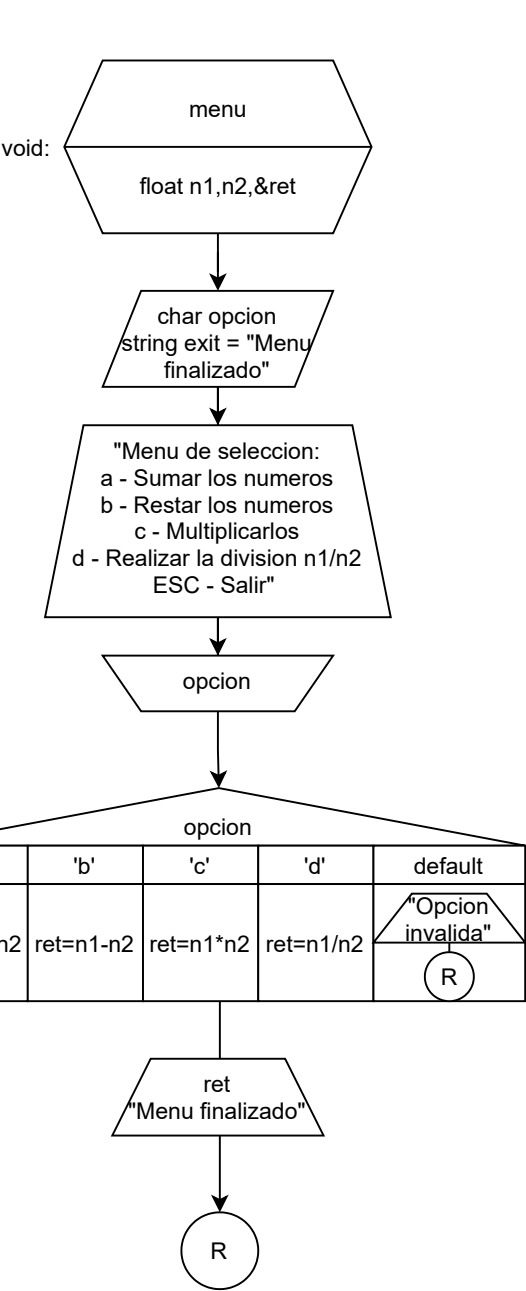 menu
void:
float n1,n2,&ret
char opcion
string exit = "Menu
finalizado"
"Menu de seleccion:
a - Sumar los numeros
b - Restar los numeros
c - Multiplicarlos
d - Realizar la division n1/n2
ESC - Salir"
opcion
opcion
'b' 'c' 'd' default
"Opcion
invalida"
n2 ret=n1-n2 ret=n1*n2 ret=n1/n2
R
ret
"Menu finalizado"
R